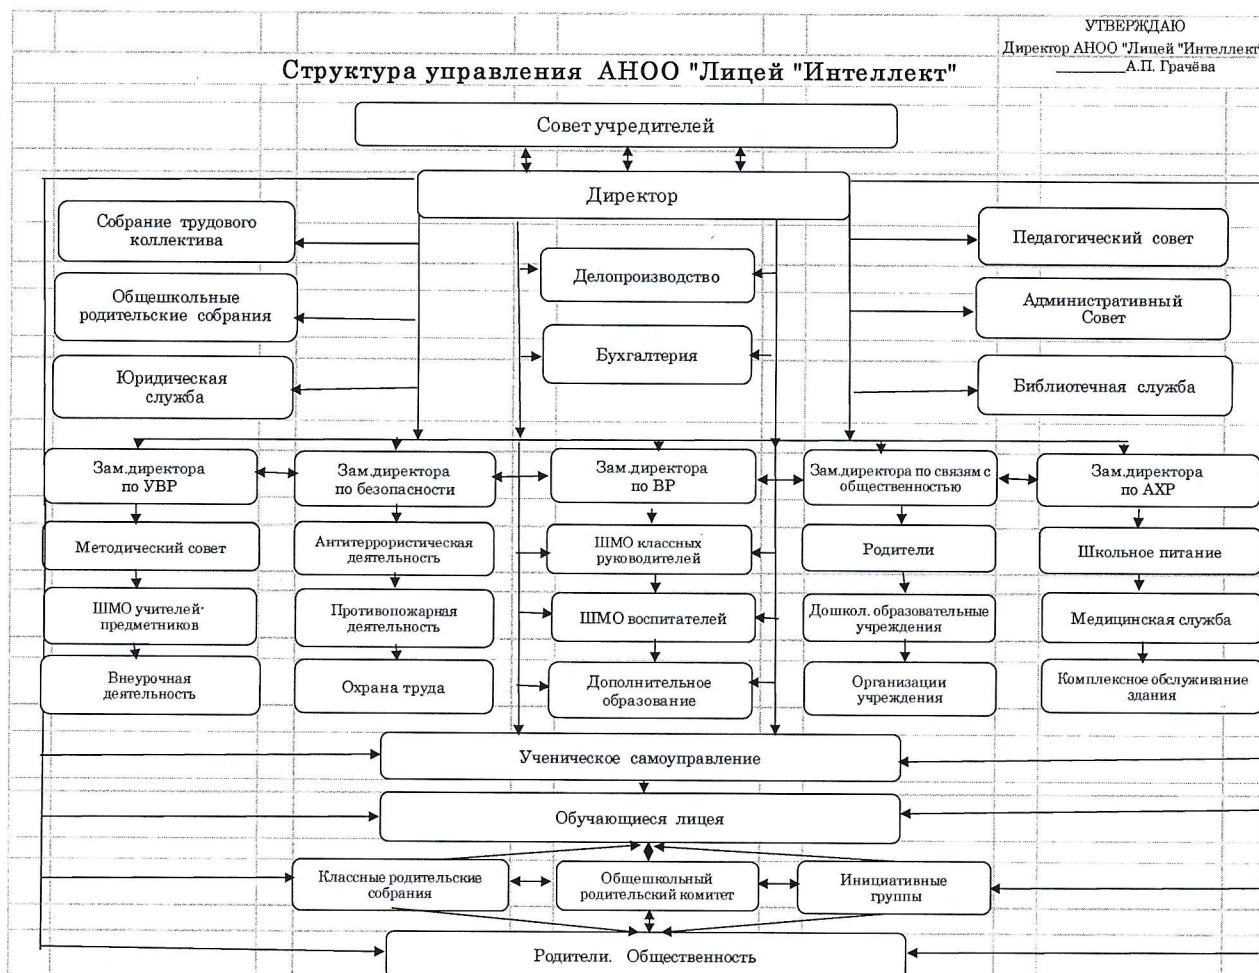 УТВЕРЖДАЮ
Директор АНОО "Лицей "Интеллект"
А.П. Грачёва
Структура управления АНОО "Лицей "Интеллект"
Совет учредителей
Директор
Собрание трудового
коллектива
Делопроизводство
Педагогический совет
Общешкольные
родительские собрания
Административный
Совет
Бухгалтерия
Юридическая
служба
Библиотечная служба
Зам.директора
по УВР
Зам.директора
по безопасности
Зам.директора
по ВР
Зам.директора по связям с
общественностью
Зам.директора
по АХР
Методический совет
Антитеррористическая
деятельность
ШМО классных
руководителей
Родители
Школьное питание
ШМО учителей-
предметников
Противопожарная
деятельность
ШМО воспитателей
Дошкол. образовательные
учреждения
Медицинская служба
Внеурочная
деятельность
Охрана труда
Дополнительное
образование
Организации
учреждения
Комплексное обслуживание
здания
Ученическое самоуправление
Обучающиеся лицея
Классные родительские
собрания
Общешкольный
родительский комитет
Инициативные
группы
Родители. Общественность